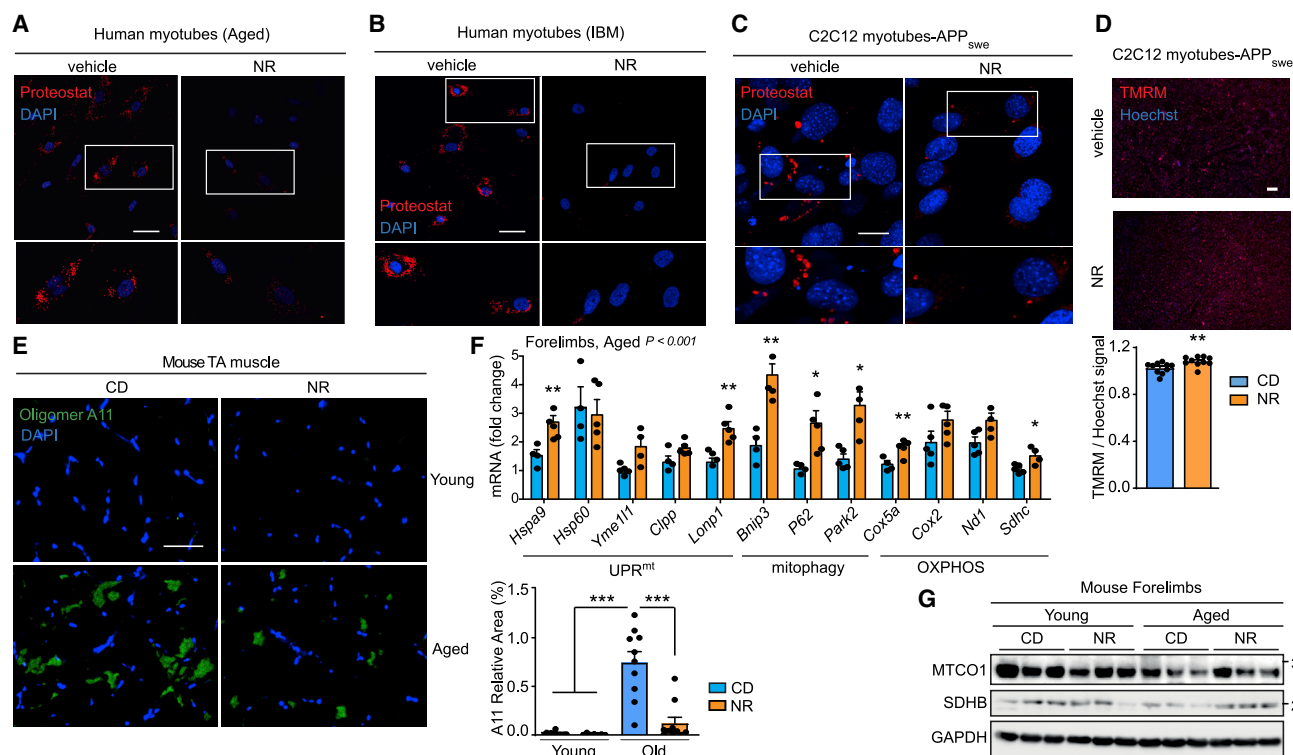 A
Human myotubes (Aged)
vehicle NR
Proteostat
DAPI
B
Human myotubes (IBM)
vehicle NR
Proteostat
DAPI
C
C2C12 myotubes-APPswe
vehicle NR
Proteostat
DAPI
D
C2C12 myotubes-APPswe
TMRM
Hoechst
vehicle
NR
TMRM / Hoechst signal
1.2
0.6
0.0
**
CD
NR
E
Mouse TA muscle
CD NR
Oligomer A11
DAPI
Young
Aged
F
Forelimbs, Aged P < 0.001
mRNA (fold change)
5
4
3
2
1
0
** ** ** * * ** *
Hspa9 Hsp60 Yme1l1 Clpp Lonp1 Bnip3 P62 Park2 Cox5a Cox2 Nd1 Sdhc
UPRmt mitophagy OXPHOS
A11 Relative Area (%)
1.5
1.0
0.5
0.0
*** ***
Young Old
CD
NR
G
Mouse Forelimbs
Young Aged
CD NR CD NR
MTCO1
SDHB
GAPDH